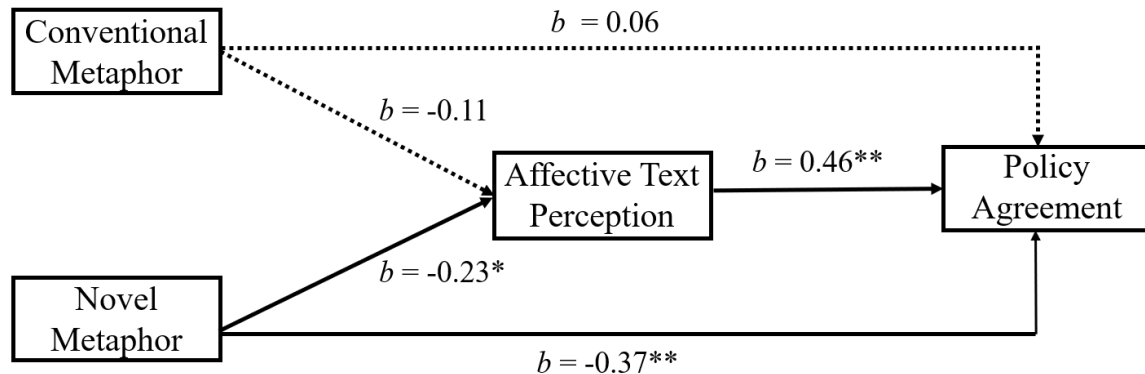 Conventional
Metaphor
b = 0.06
b = -0.11
Affective Text
Perception
b = 0.46**
Policy
Agreement
b = -0.23*
Novel
Metaphor
b = -0.37**